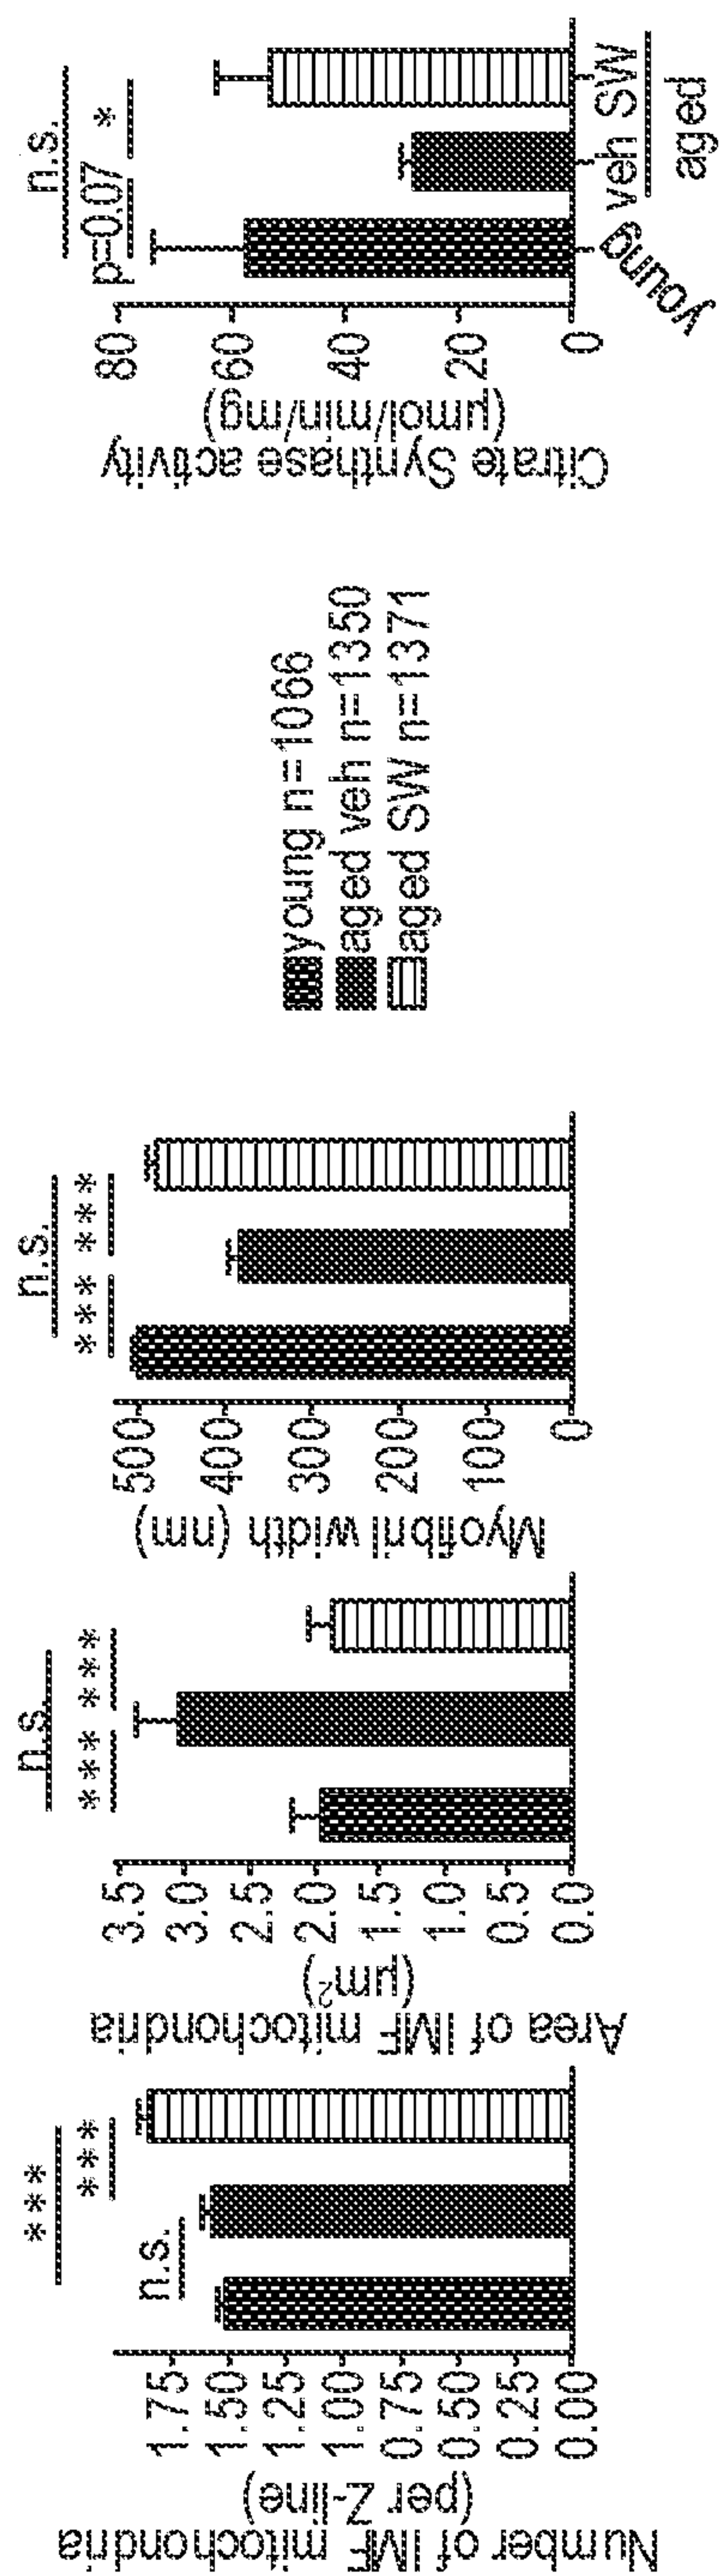 Number of IMF mitochondria
(per Z-line)
1.75
1.50
1.25
1.00
0.75
0.50
0.25
0.00
***
***
n.s.
Area of IMF mitochondria
(µm²)
3.5
3.0
2.5
2.0
1.5
1.0
0.5
0.0
n.s.
*** ***
Myofibril width (nm)
500
400
300
200
100
0
n.s.
*** ***
young n=1066
aged veh n=1350
aged SW n=1371
Citrate Synthase activity
(µmol/min/mg)
80
60
40
20
0
n.s.
p=0.07 *
young veh SW
aged